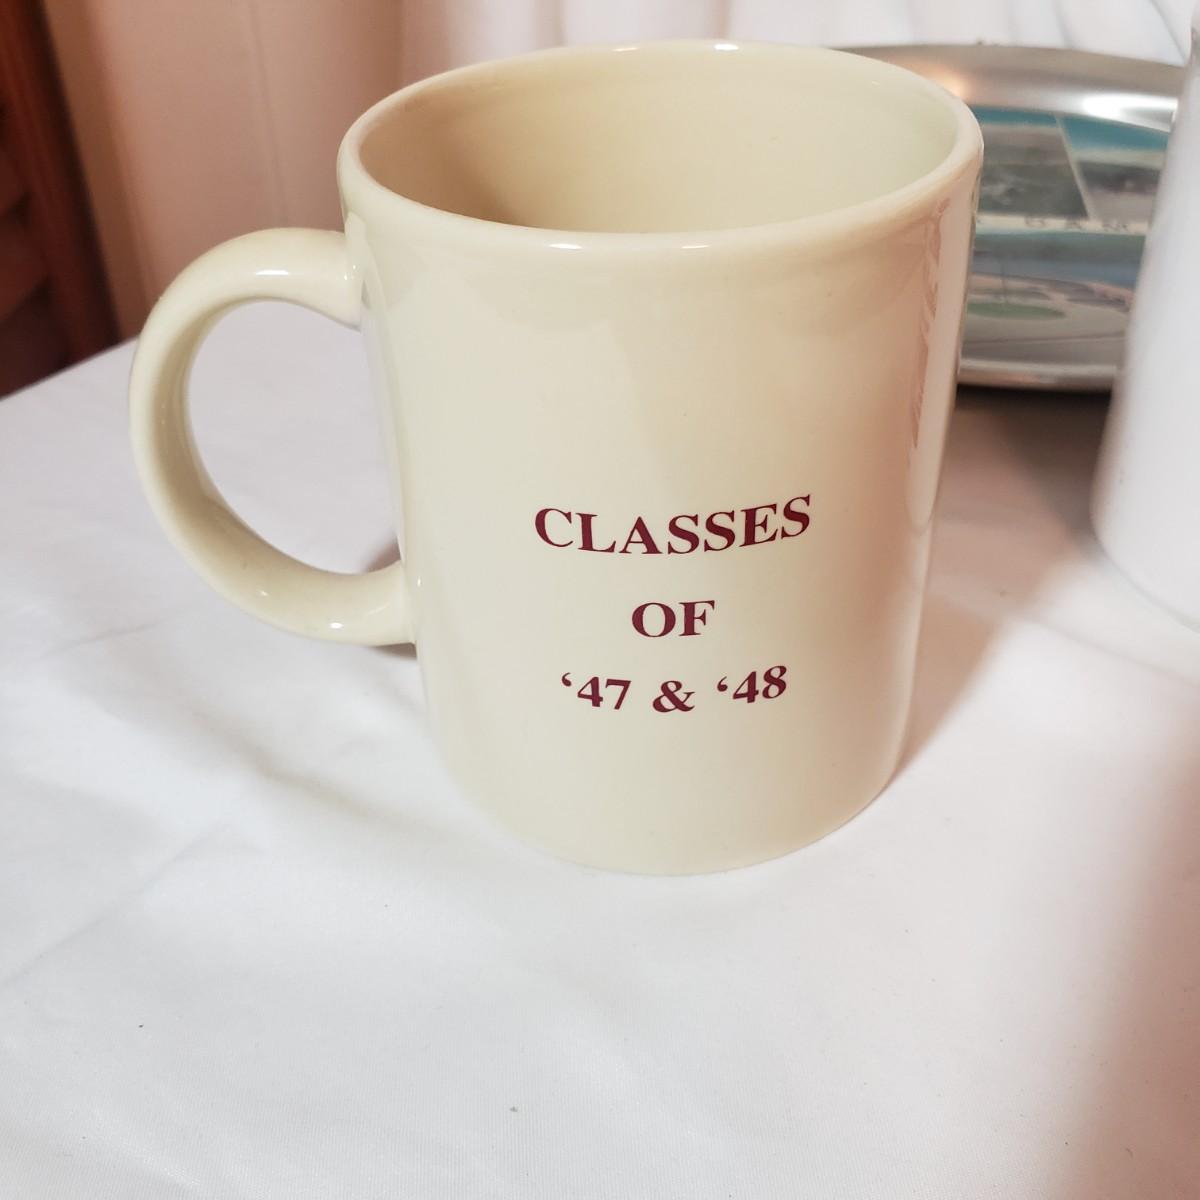 CLASSES
OF
‘47 & ‘48